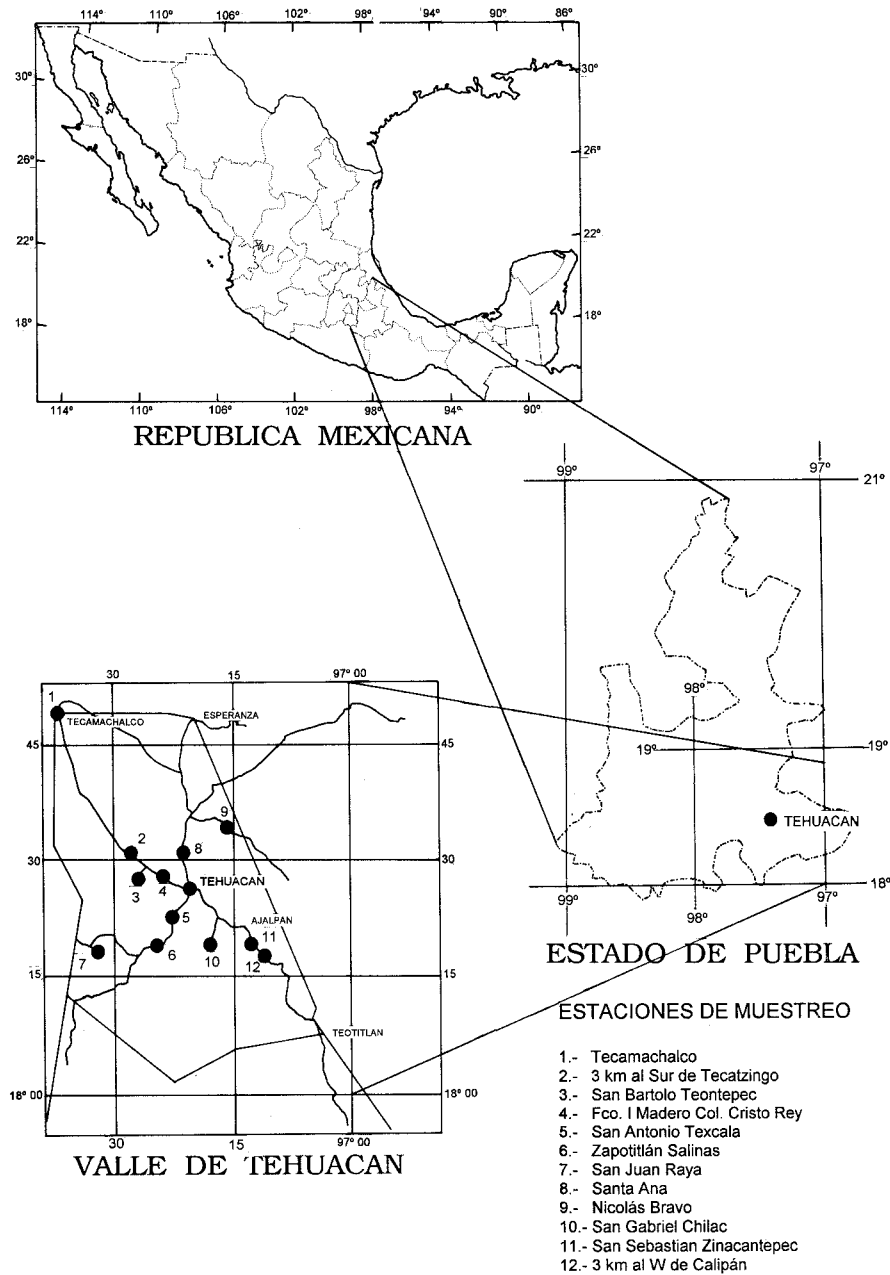 114° 110° 106° 102° 98° 94° 90° 86°
30° 30°
26° 26°
22° 22°
18° 18°
114° 110° 106° 102° 98° 94° 90°
REPUBLICA MEXICANA
99° 97°
21°
98°
19° 19°
TEHUACAN
18°
99° 98° 97°
ESTADO DE PUEBLA
30 15 97° 00
1
TECAMACHALCO
ESPERANZA
45 45
9
2
8
30 30
3
4
TEHUACAN
5
AJALPAN
11
7
6
10
12
15 15
TEOTITLAN
18° 00 18° 00
30 15 97° 00
VALLE DE TEHUACAN
ESTACIONES DE MUESTREO
1.- Tecamachalco
2.- 3 km al Sur de Tecatzingo
3.- San Bartolo Teontepec
4.- Fco. I Madero Col. Cristo Rey
5.- San Antonio Texcala
6.- Zapotitlán Salinas
7.- San Juan Raya
8.- Santa Ana
9.- Nicolás Bravo
10.- San Gabriel Chilac
11.- San Sebastian Zinacantepec
12.- 3 km al W de Calipán